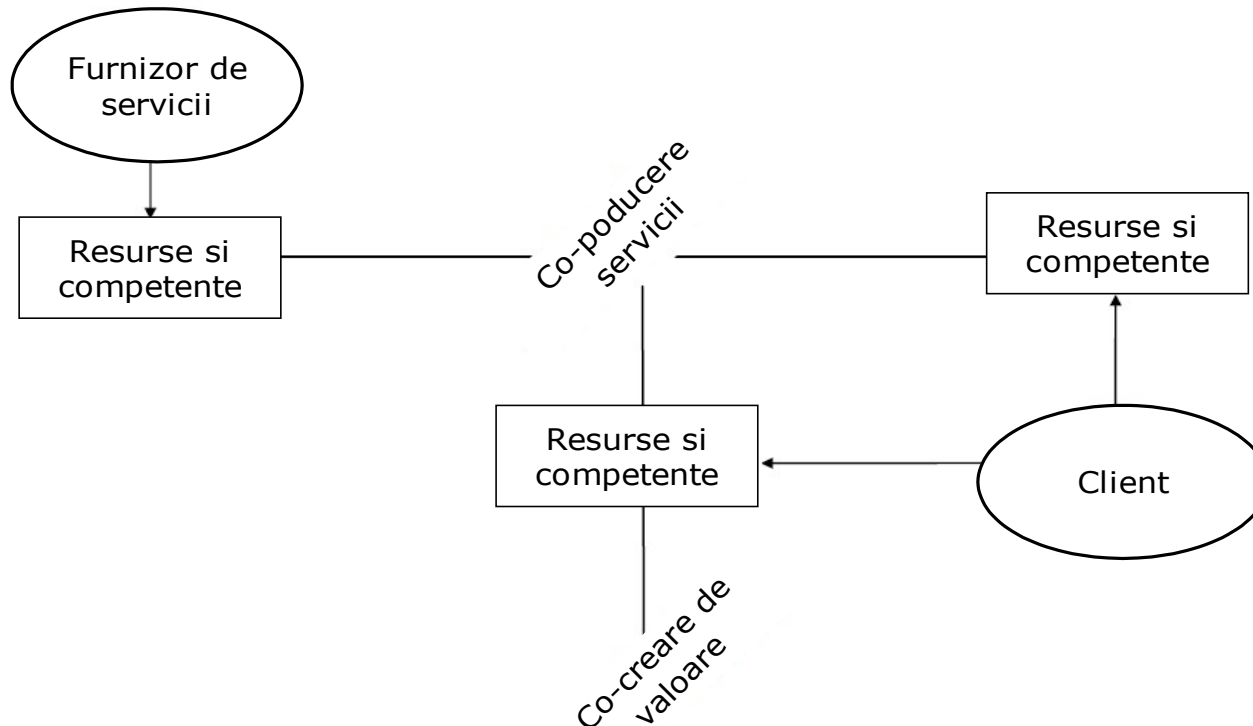 Furnizor de
servicii
Co-poducere
servicii
Resurse si
competente
Resurse si
competente
Resurse si
competente
Client
Co-creare de
valoare